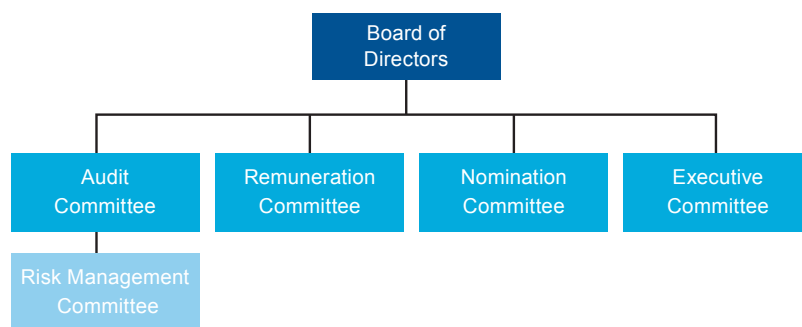 Board of
Directors
Audit
Committee
Remuneration
Committee
Nomination
Committee
Executive
Committee
Risk Management
Committee